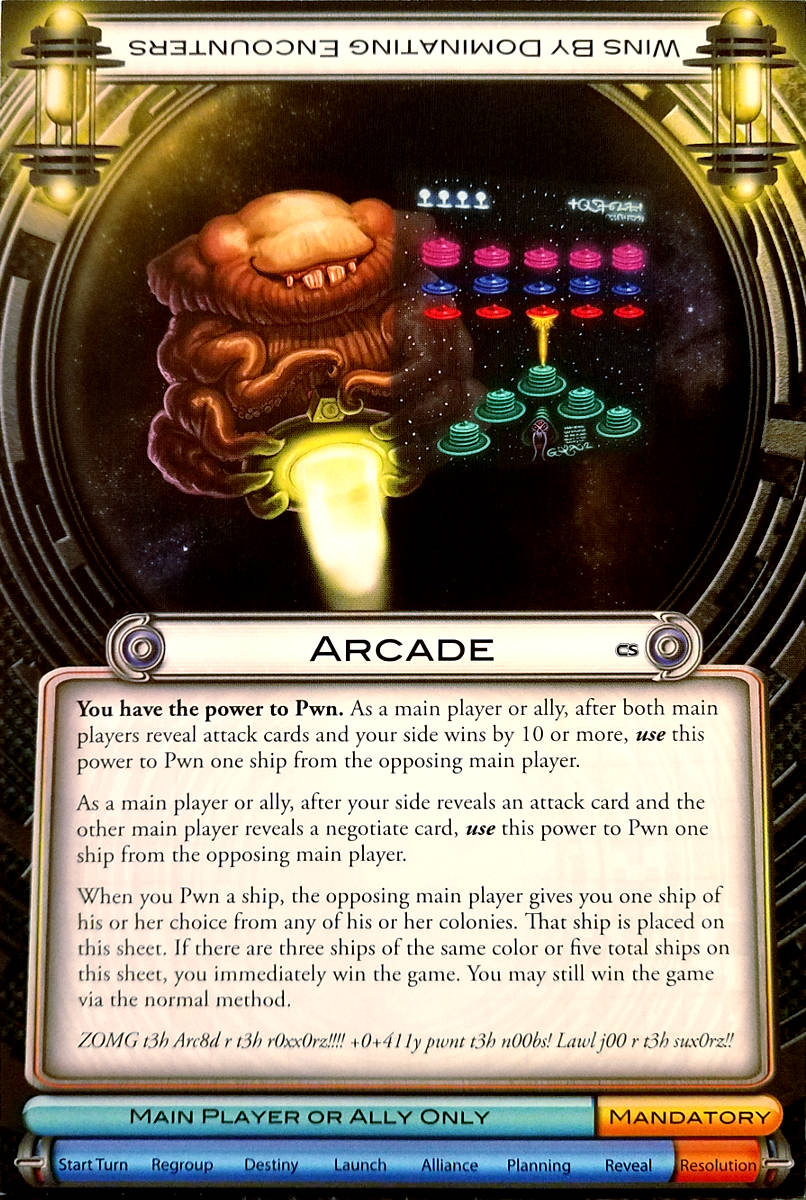 WINS BY DOMINATING ENCOUNTERS
ARCADE
CS
You have the power to Pwn. As a main player or ally, after both main
players reveal attack cards and your side wins by 10 or more, use this
power to Pwn one ship from the opposing main player.
As a main player or ally, after your side reveals an attack card and the
other main player reveals a negotiate card, use this power to Pwn one
ship from the opposing main player.
When you Pwn a ship, the opposing main player gives you one ship of
his or her choice from any of his or her colonies. That ship is placed on
this sheet. If there are three ships of the same color or five total ships on
this sheet, you immediately win the game. You may still win the game
via the normal method.
ZOMG t3h Arc8d r t3h r0xx0rz!!!! +0+411y pwnt t3h n00bs! Lawl j00 r t3h sux0rz!!
MAIN PLAYER OR ALLY ONLY
MANDATORY
Start Turn Regroup Destiny Launch Alliance Planning Reveal Resolution